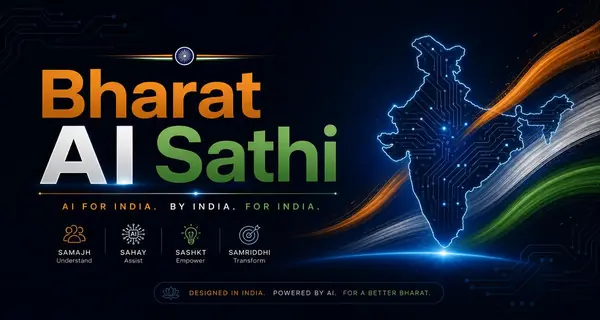 Bharat
AI Sathi
AI FOR INDIA. BY INDIA. FOR INDIA.
AI
SAMAJH
Understand
SAHAY
Assist
SASHKT
Empower
SAMRIDDHI
Transform
DESIGNED IN INDIA. POWERED BY AI. FOR A BETTER BHARAT.